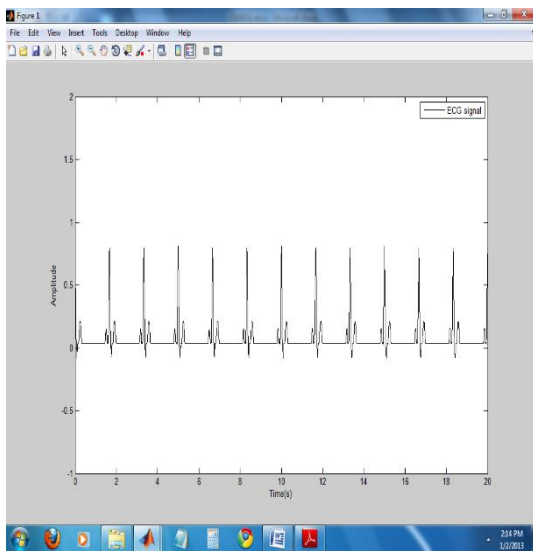 Figure 1
File Edit View Insert Tools Desktop Window Help
ECG signal
2
1.5
1
0.5
0
-0.5
-1
Amplitude
0 2 4 6 8 10 12 14 16 18 20
Time(s)
2:14 PM
1/2/2013